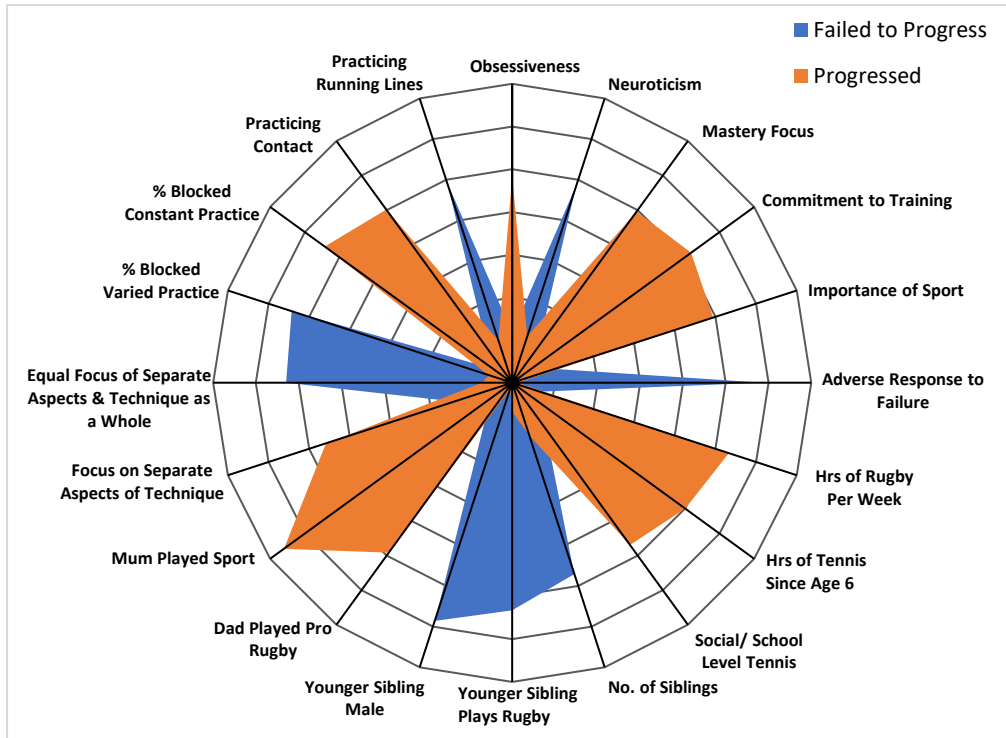 Failed to Progress
Progressed
Obsessiveness
Neuroticism
Mastery Focus
Commitment to Training
Importance of Sport
Adverse Response to
Failure
Hrs of Rugby
Per Week
Hrs of Tennis
Since Age 6
Social/ School
Level Tennis
No. of Siblings
Younger Sibling
Plays Rugby
Younger Sibling
Male
Dad Played Pro
Rugby
Mum Played Sport
Focus on Separate
Aspects of Technique
Equal Focus of Separate
Aspects & Technique as
a Whole
% Blocked
Varied Practice
% Blocked
Constant Practice
Practicing
Contact
Practicing
Running Lines